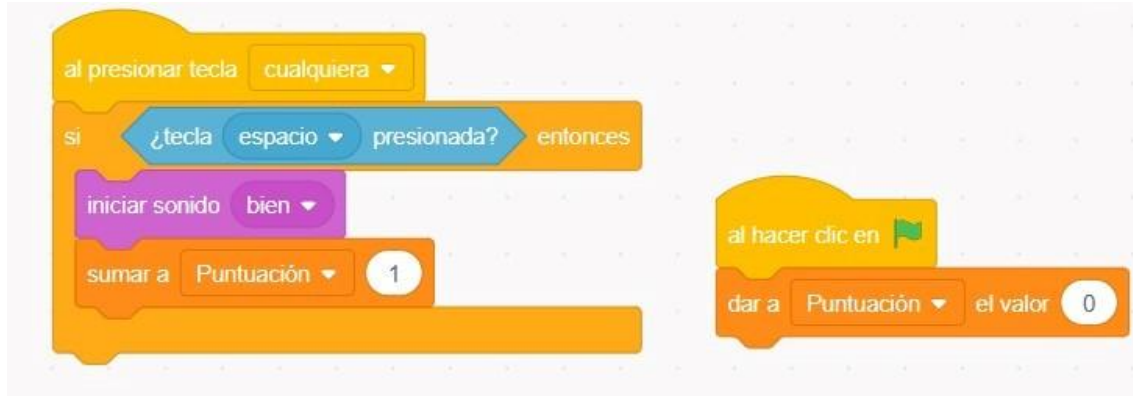 al presionar tecla cualquiera
si ¿tecla espacio presionada? entonces
iniciar sonido bien
sumar a Puntuación 1
al hacer clic en
dar a Puntuación el valor 0